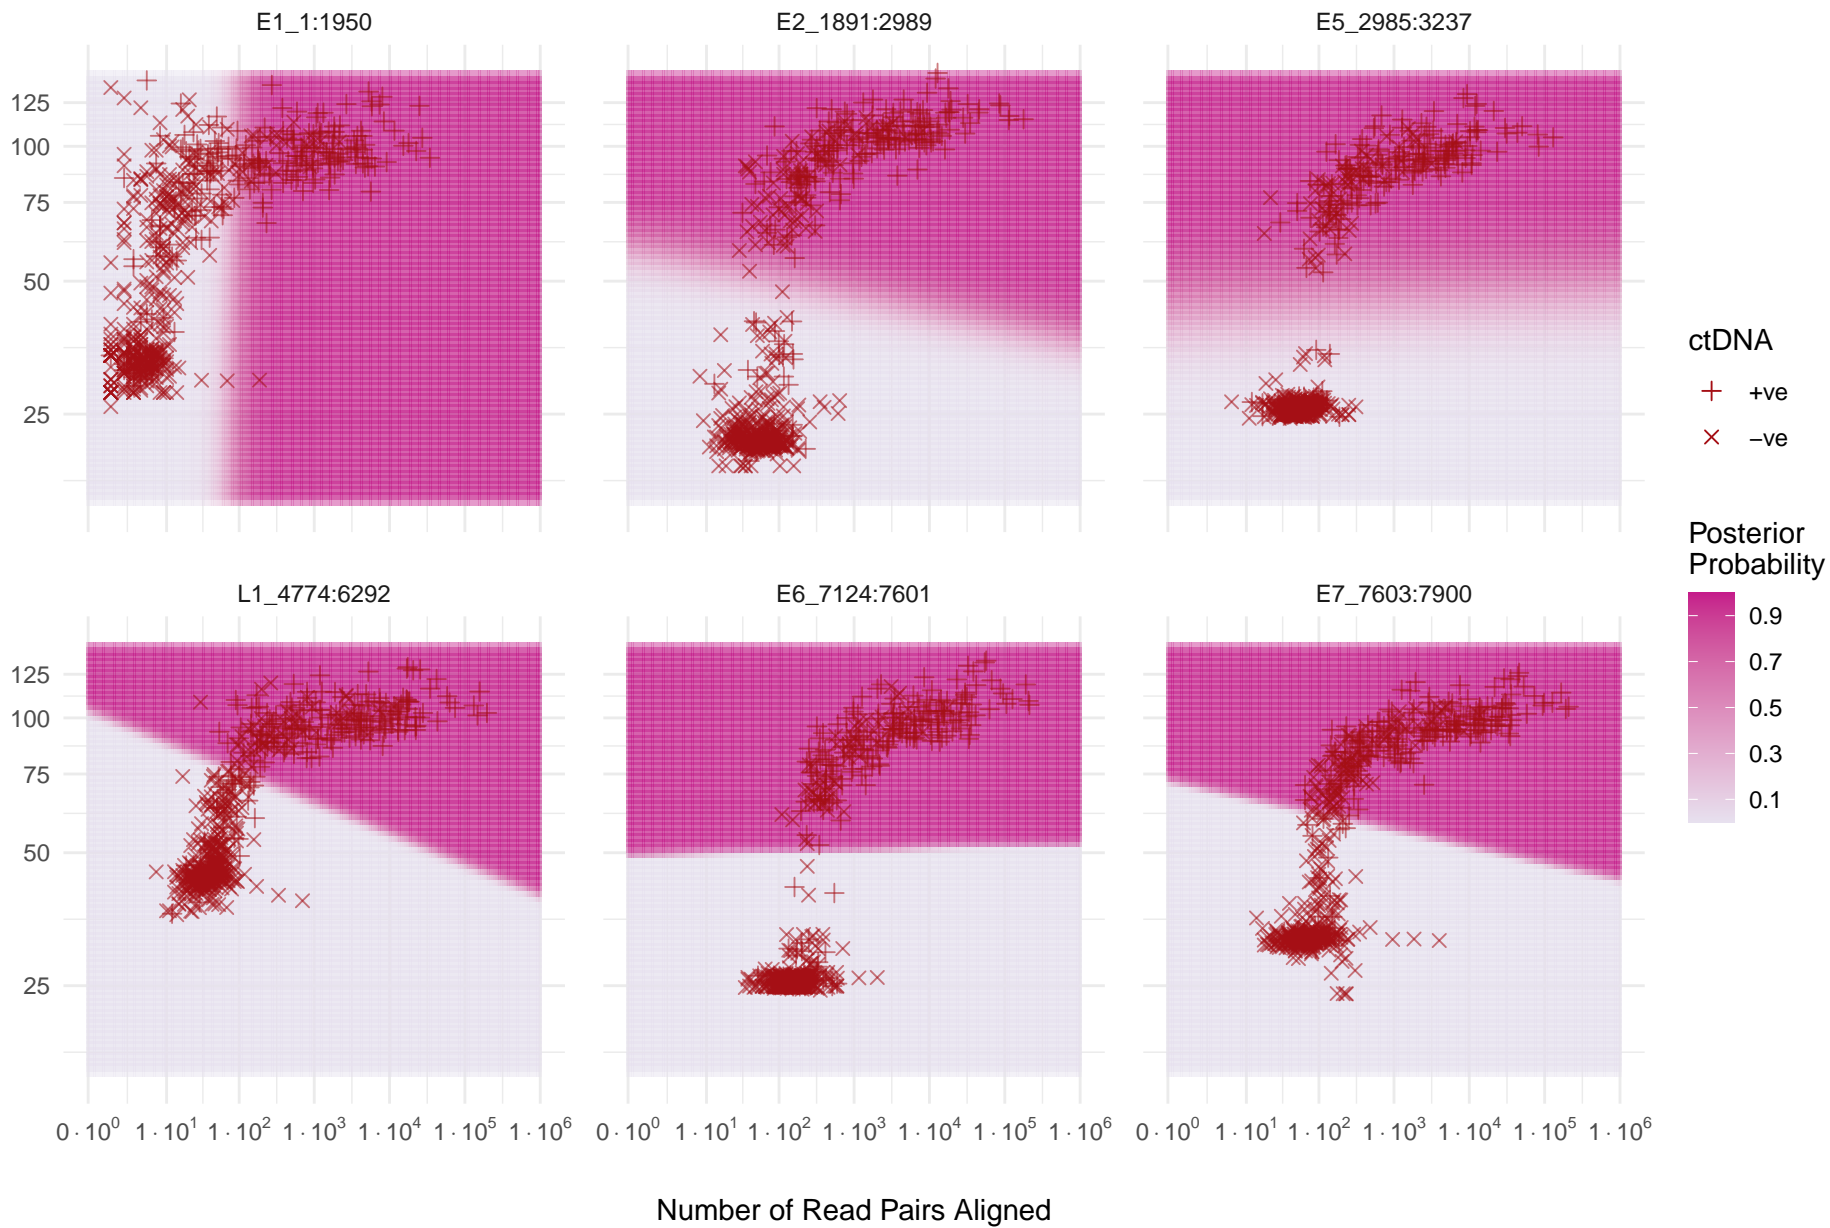 E1_1:1950 E2_1891:2989 E5_2985:3237
125
100
75
50
25
L1_4774:6292 E6_7124:7601 E7_7603:7900
125
100
75
50
25
0·10⁰ 1·10¹ 1·10² 1·10³ 1·10⁴ 1·10⁵ 1·10⁶ 0·10⁰ 1·10¹ 1·10² 1·10³ 1·10⁴ 1·10⁵ 1·10⁶ 0·10⁰ 1·10¹ 1·10² 1·10³ 1·10⁴ 1·10⁵ 1·10⁶
Number of Read Pairs Aligned
ctDNA
+ve
−ve
Posterior
Probability
0.9
0.7
0.5
0.3
0.1